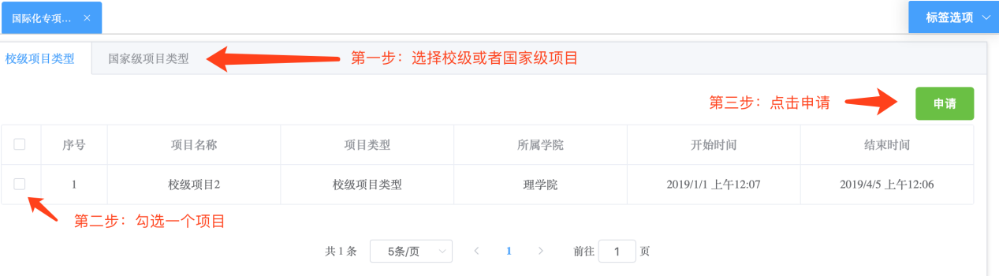 国际化专项... ×
标签选项
校级项目类型 国家级项目类型 第一步：选择校级或者国家级项目
第三步：点击申请 申请
序号 项目名称 项目类型 所属学院 开始时间 结束时间
1 校级项目2 校级项目类型 理学院 2019/1/1 上午12:07 2019/4/5 上午12:06
第二步：勾选一个项目
共 1 条 5条/页 1 前往 1 页